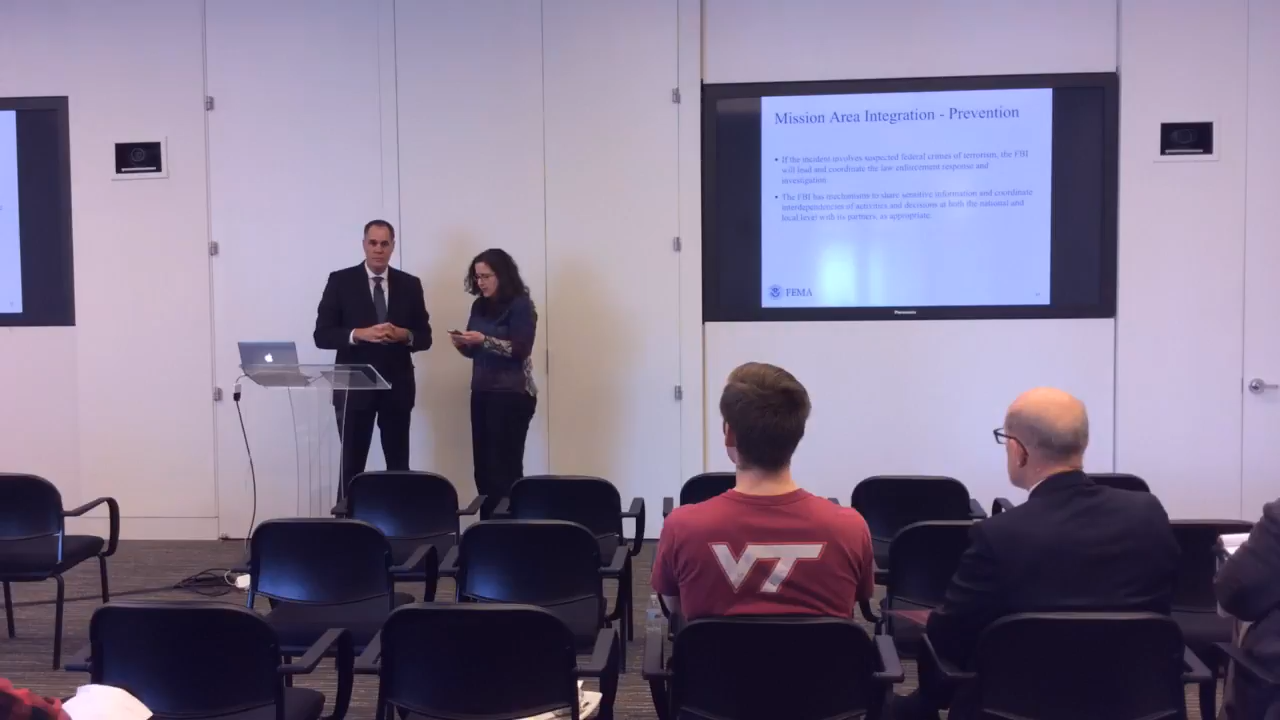 Mission Area Integration - Prevention
• If the incident involves suspected federal crimes of terrorism, the FBI
will lead and coordinate the law enforcement response and
investigation.
• The FBI has mechanisms to share sensitive information and coordinate
interdependencies of activities and decisions at both the national and
local level with its partners, as appropriate.
FEMA
Panasonic
VT